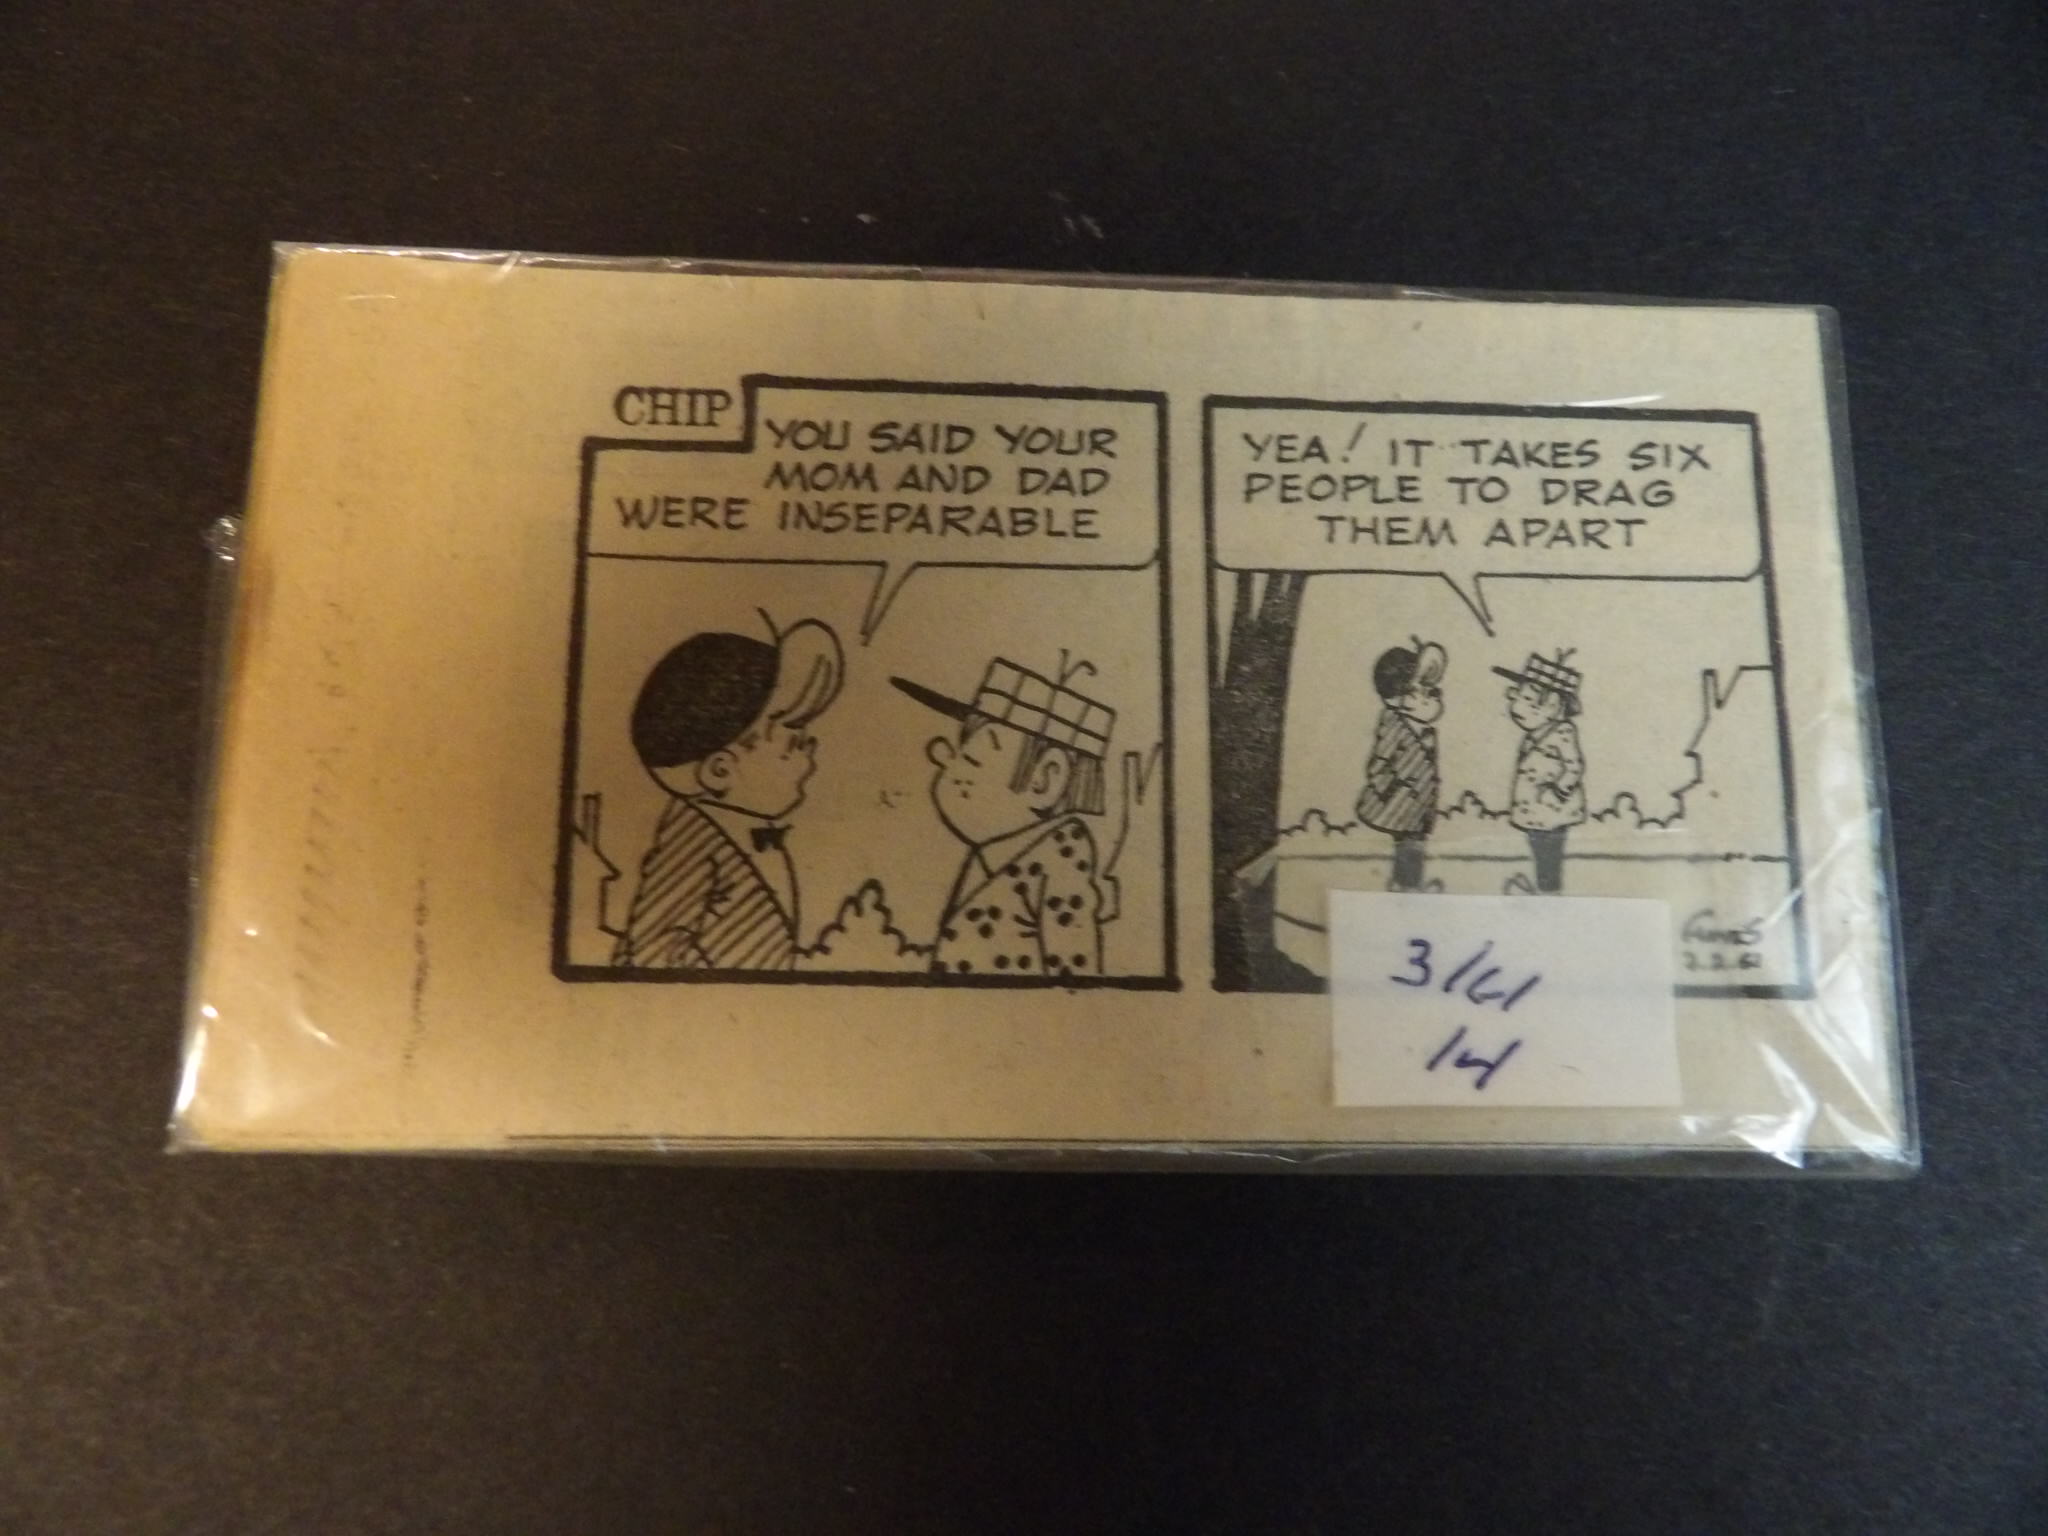 CHIP
YOU SAID YOUR
MOM AND DAD
WERE INSEPARABLE
YEA! IT TAKES SIX
PEOPLE TO DRAG
THEM APART
3/61
14